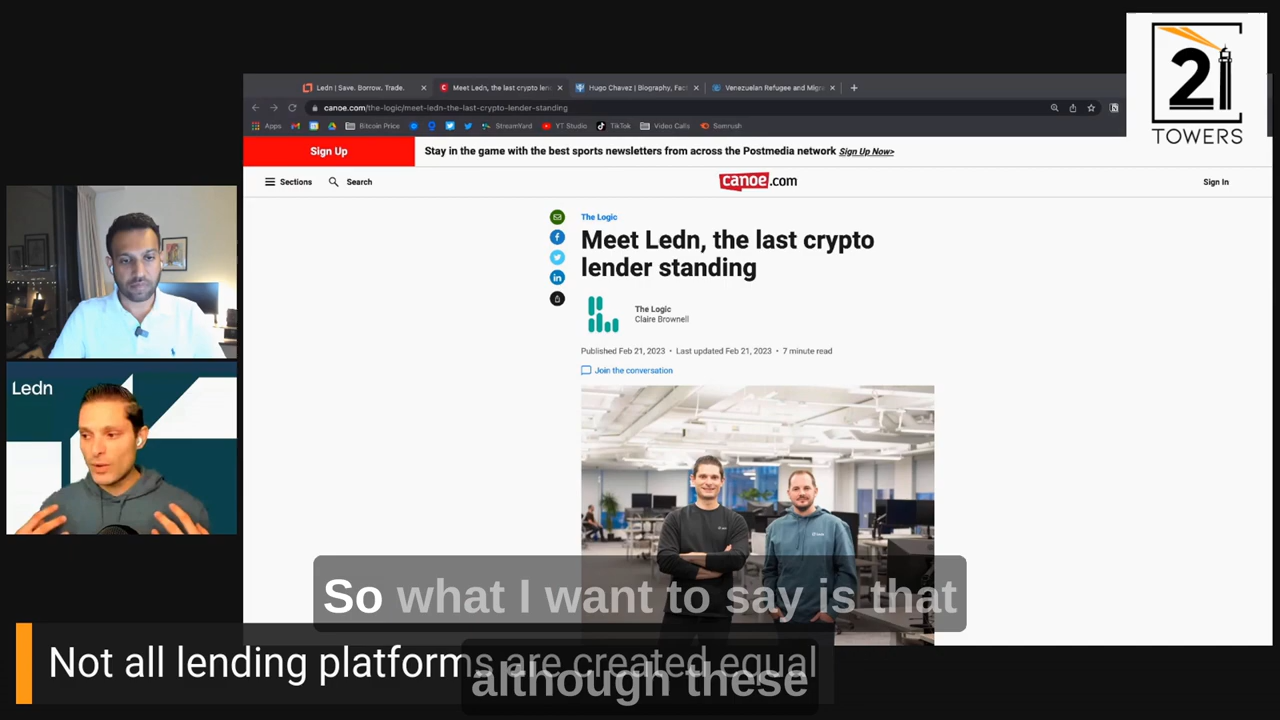 21
TOWERS
Ledn | Save. Borrow. Trade.
Meet Ledn, the last crypto len
Hugo Chavez | Biography, Fac
Venezuelan Refugee and Migra
canoe.com/the-logic/meet-ledn-the-last-crypto-lender-standing
Apps
Bitcoin Price
StreamYard
YT Studio
TikTok
Video Calls
Semrush
Sign Up
Stay in the game with the best sports newsletters from across the Postmedia network Sign Up Now>
Sections
Search
canoe.com
Sign In
The Logic
Meet Ledn, the last crypto
lender standing
The Logic
Claire Brownell
Published Feb 21, 2023 • Last updated Feb 21, 2023 • 7 minute read
Join the conversation
Ledn
So what I want to say is that
although these
Not all lending platforms are created equal